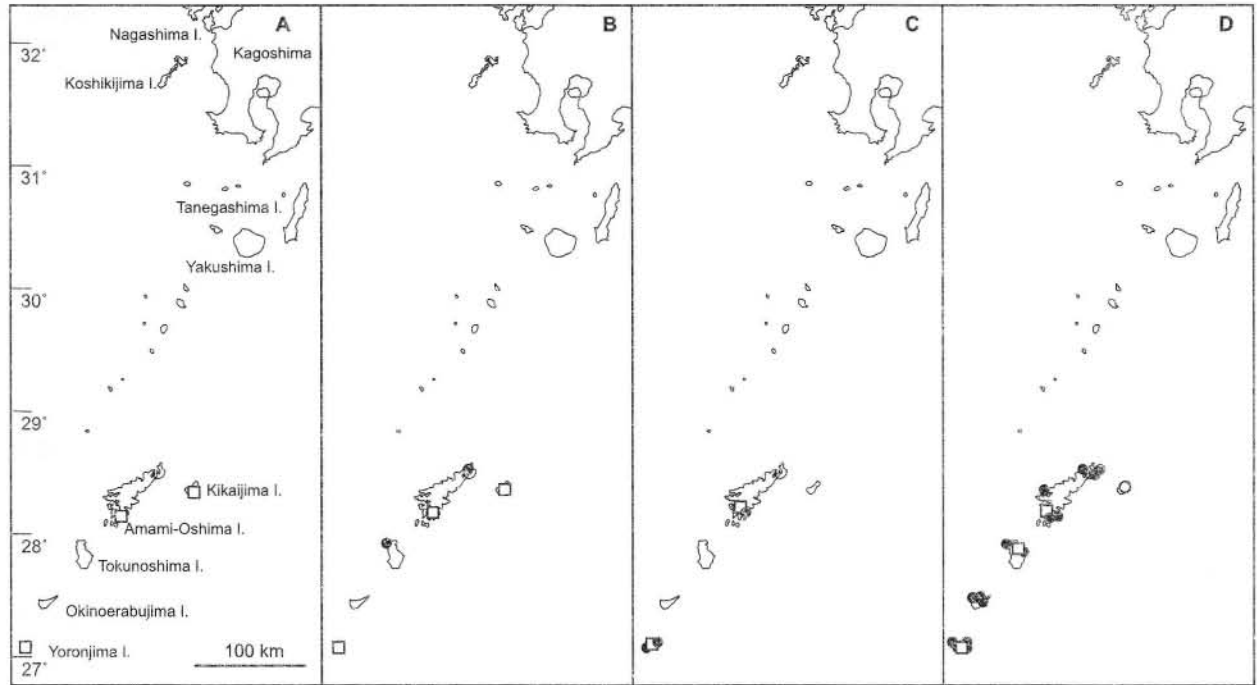 A
B
C
D
Nagashima I.
32°
Kagoshima
Koshikijima I.
31°
Tanegashima I.
Yakushima I.
30°
29°
Kikaijima I.
Amami-Oshima I.
28°
Tokunoshima I.
Okinoerabujima I.
Yoronjima I.
100 km
27°